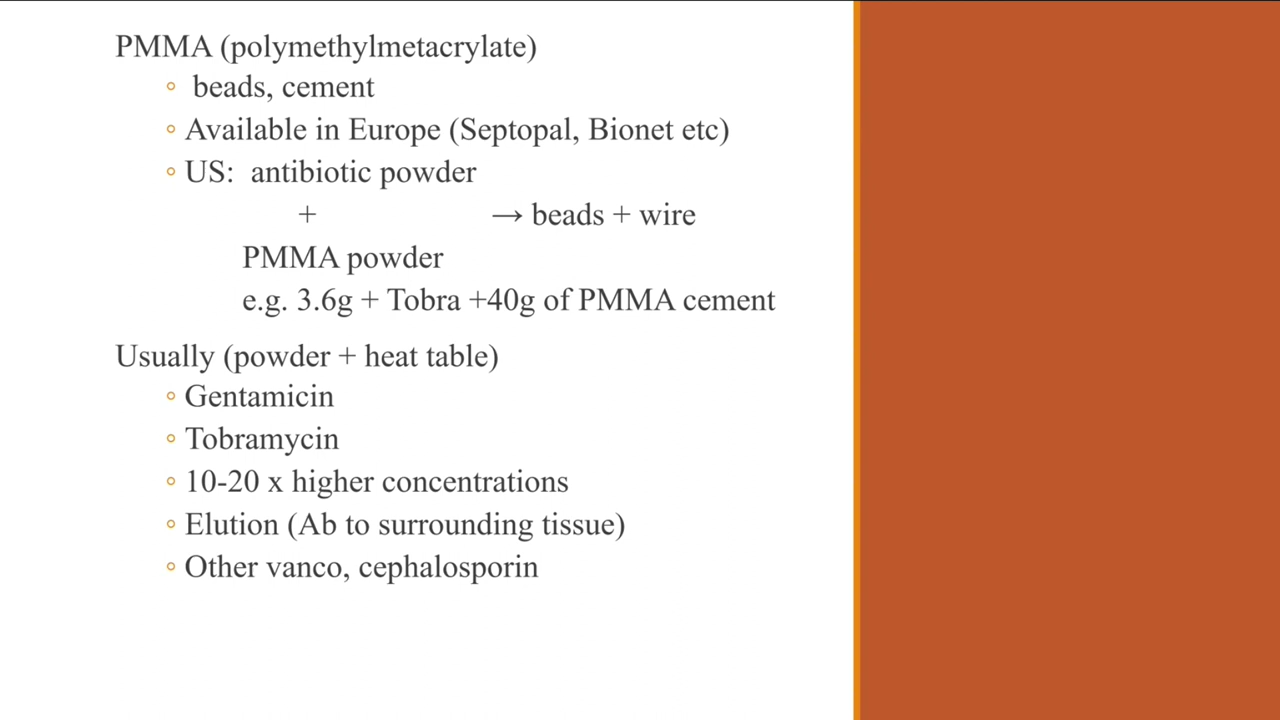 PMMA (polymethylmetacrylate)
◦ beads, cement
◦ Available in Europe (Septopal, Bionet etc)
◦ US: antibiotic powder
+ → beads + wire
PMMA powder
e.g. 3.6g + Tobra +40g of PMMA cement
Usually (powder + heat table)
◦ Gentamicin
◦ Tobramycin
◦ 10-20 x higher concentrations
◦ Elution (Ab to surrounding tissue)
◦ Other vanco, cephalosporin